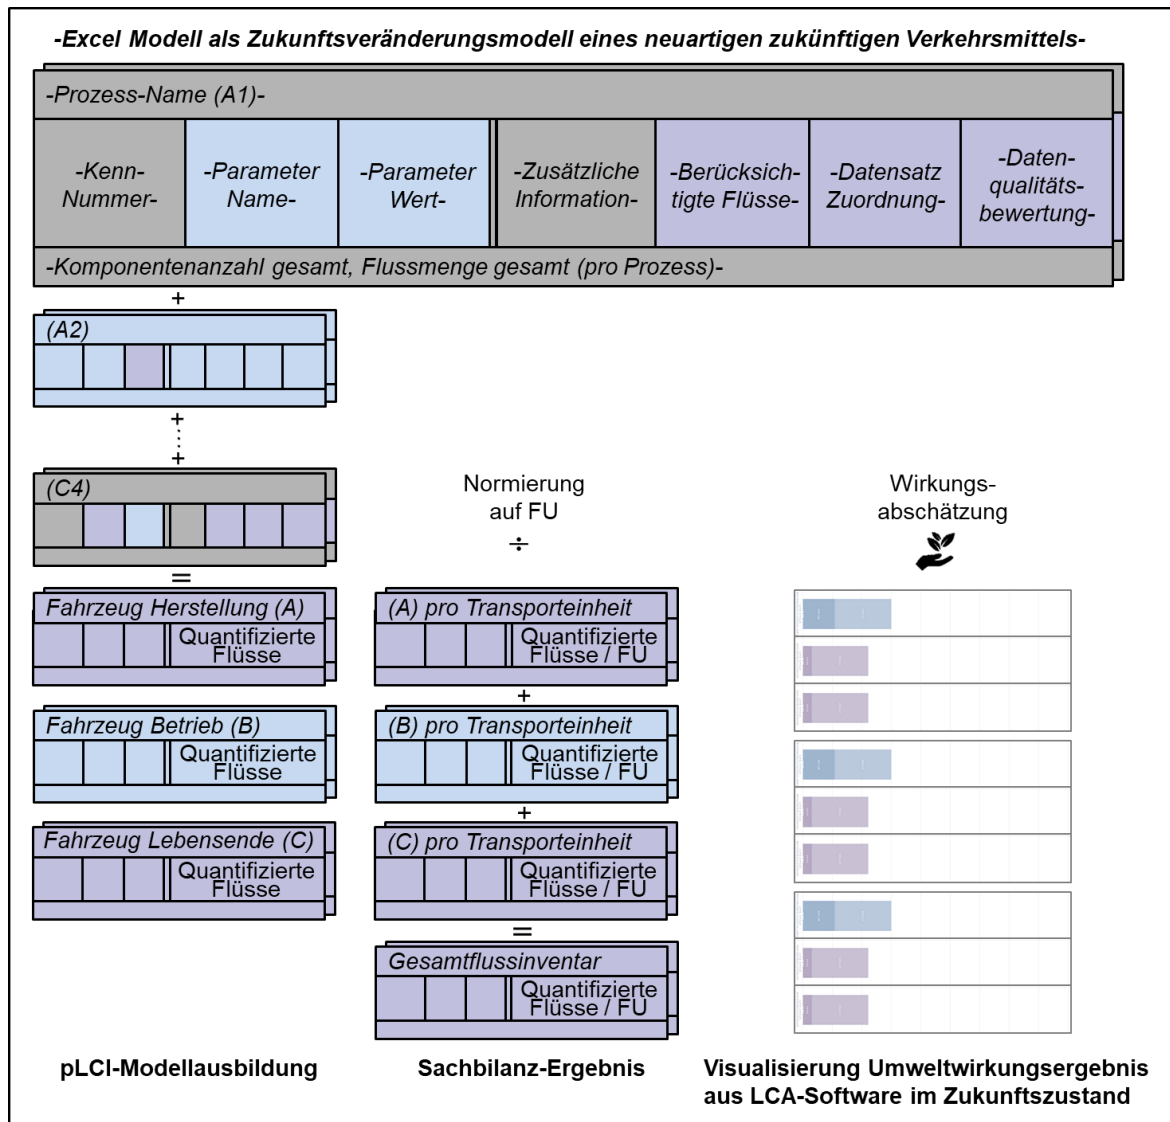 -Excel Modell als Zukunftsveränderungsmodell eines neuartigen zukünftigen Verkehrsmittels-
-Prozess-Name (A1)-
-Kenn-
Nummer-
-Parameter
Name-
-Parameter
Wert-
-Zusätzliche
Information-
-Berücksich-
tigte Flüsse-
-Datensatz
Zuordnung-
-Daten-
qualitäts-
bewertung-
-Komponentenanzahl gesamt, Flussmenge gesamt (pro Prozess)-
+
(A2)
+
+
(C4)
=
Fahrzeug Herstellung (A)
Quantifizierte
Flüsse
Fahrzeug Betrieb (B)
Quantifizierte
Flüsse
Fahrzeug Lebensende (C)
Quantifizierte
Flüsse
pLCI-Modellausbildung
Normierung
auf FU
÷
(A) pro Transporteinheit
Quantifizierte
Flüsse / FU
+
(B) pro Transporteinheit
Quantifizierte
Flüsse / FU
+
(C) pro Transporteinheit
Quantifizierte
Flüsse / FU
=
Gesamtflussinventar
Quantifizierte
Flüsse / FU
Sachbilanz-Ergebnis
Wirkungs-
abschätzung
Visualisierung Umweltwirkungsergebnis
aus LCA-Software im Zukunftszustand